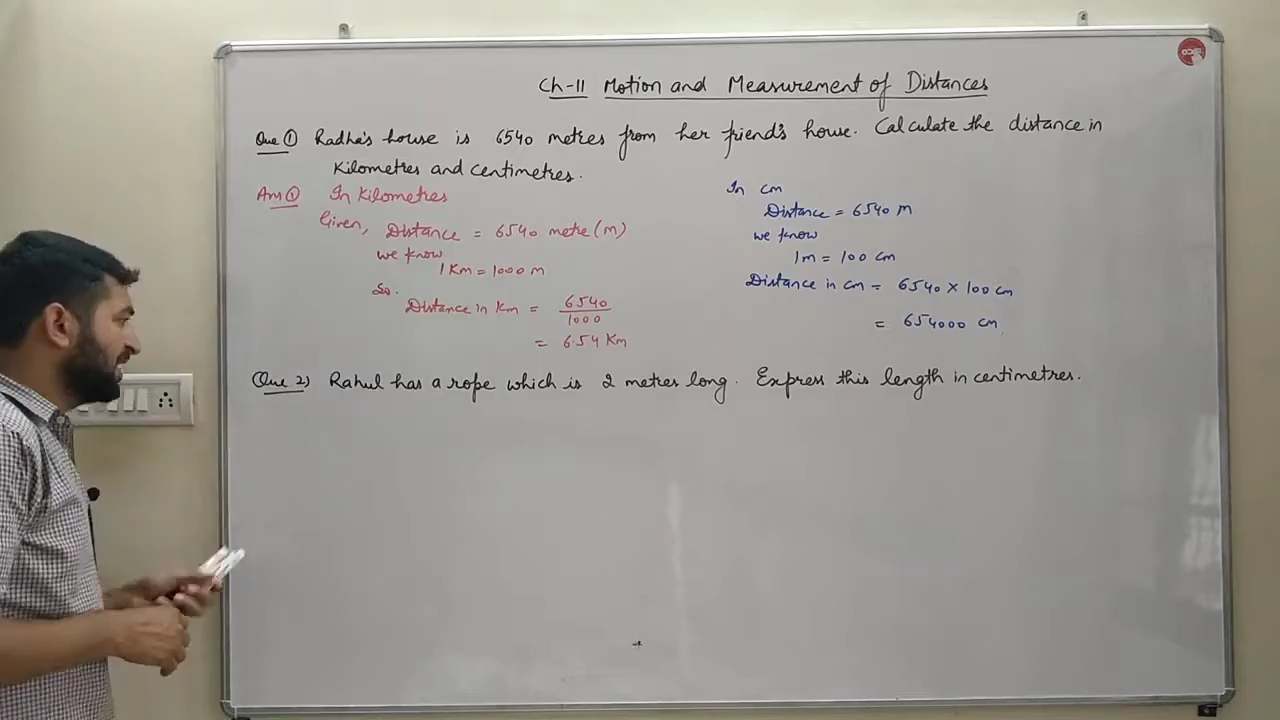 Ch-11 Motion and Measurement of Distances
Que ① Radha's house is 6540 metres from her friend's house. Calculate the distance in
Kilometres and centimetres.
Ans ① In Kilometres
Given, Distance = 6540 metre (m)
we know
1 Km = 1000 m
So.
Distance in Km = 6540/1000
= 6.54 Km
In cm
Distance = 6540 m
we know
1m = 100 cm
Distance in cm = 6540 × 100 cm
= 654000 cm
Que 2) Rahul has a rope which is 2 metres long. Express this length in centimetres.